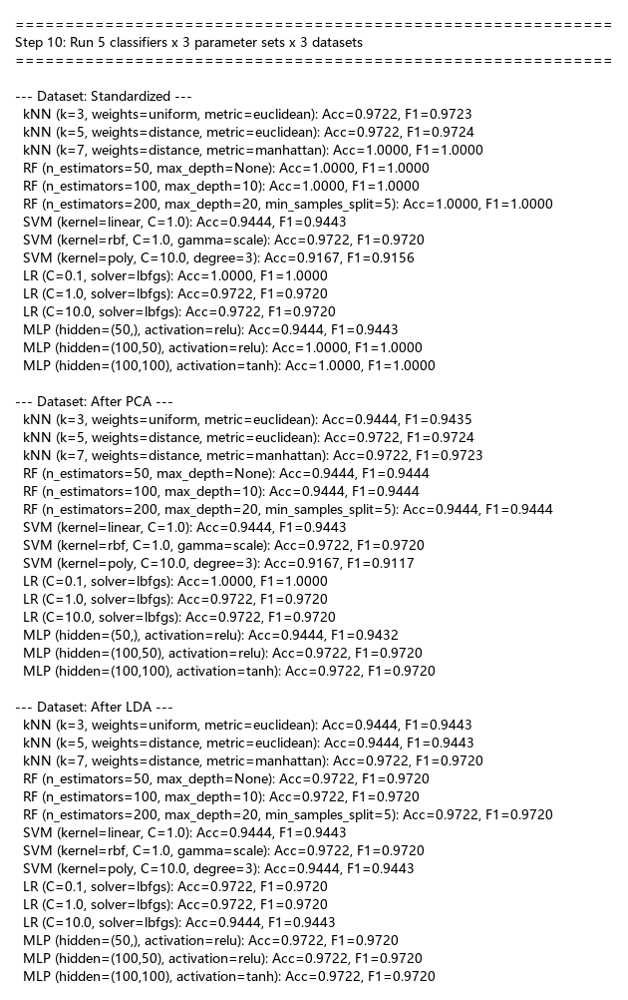 ============================================================
Step 10: Run 5 classifiers x 3 parameter sets x 3 datasets
============================================================
--- Dataset: Standardized ---
kNN (k=3, weights=uniform, metric=euclidean): Acc=0.9722, F1=0.9723
kNN (k=5, weights=distance, metric=euclidean): Acc=0.9722, F1=0.9724
kNN (k=7, weights=distance, metric=manhattan): Acc=1.0000, F1=1.0000
RF (n_estimators=50, max_depth=None): Acc=1.0000, F1=1.0000
RF (n_estimators=100, max_depth=10): Acc=1.0000, F1=1.0000
RF (n_estimators=200, max_depth=20, min_samples_split=5): Acc=1.0000, F1=1.0000
SVM (kernel=linear, C=1.0): Acc=0.9444, F1=0.9443
SVM (kernel=rbf, C=1.0, gamma=scale): Acc=0.9722, F1=0.9720
SVM (kernel=poly, C=10.0, degree=3): Acc=0.9167, F1=0.9156
LR (C=0.1, solver=lbfgs): Acc=1.0000, F1=1.0000
LR (C=1.0, solver=lbfgs): Acc=0.9722, F1=0.9720
LR (C=10.0, solver=lbfgs): Acc=0.9722, F1=0.9720
MLP (hidden=(50,), activation=relu): Acc=0.9444, F1=0.9443
MLP (hidden=(100,50), activation=relu): Acc=1.0000, F1=1.0000
MLP (hidden=(100,100), activation=tanh): Acc=1.0000, F1=1.0000
--- Dataset: After PCA ---
kNN (k=3, weights=uniform, metric=euclidean): Acc=0.9444, F1=0.9435
kNN (k=5, weights=distance, metric=euclidean): Acc=0.9722, F1=0.9724
kNN (k=7, weights=distance, metric=manhattan): Acc=0.9722, F1=0.9723
RF (n_estimators=50, max_depth=None): Acc=0.9444, F1=0.9444
RF (n_estimators=100, max_depth=10): Acc=0.9444, F1=0.9444
RF (n_estimators=200, max_depth=20, min_samples_split=5): Acc=0.9444, F1=0.9444
SVM (kernel=linear, C=1.0): Acc=0.9444, F1=0.9443
SVM (kernel=rbf, C=1.0, gamma=scale): Acc=0.9722, F1=0.9720
SVM (kernel=poly, C=10.0, degree=3): Acc=0.9167, F1=0.9117
LR (C=0.1, solver=lbfgs): Acc=1.0000, F1=1.0000
LR (C=1.0, solver=lbfgs): Acc=0.9722, F1=0.9720
LR (C=10.0, solver=lbfgs): Acc=0.9722, F1=0.9720
MLP (hidden=(50,), activation=relu): Acc=0.9444, F1=0.9432
MLP (hidden=(100,50), activation=relu): Acc=0.9722, F1=0.9720
MLP (hidden=(100,100), activation=tanh): Acc=0.9722, F1=0.9720
--- Dataset: After LDA ---
kNN (k=3, weights=uniform, metric=euclidean): Acc=0.9444, F1=0.9443
kNN (k=5, weights=distance, metric=euclidean): Acc=0.9444, F1=0.9443
kNN (k=7, weights=distance, metric=manhattan): Acc=0.9722, F1=0.9720
RF (n_estimators=50, max_depth=None): Acc=0.9722, F1=0.9720
RF (n_estimators=100, max_depth=10): Acc=0.9722, F1=0.9720
RF (n_estimators=200, max_depth=20, min_samples_split=5): Acc=0.9722, F1=0.9720
SVM (kernel=linear, C=1.0): Acc=0.9444, F1=0.9443
SVM (kernel=rbf, C=1.0, gamma=scale): Acc=0.9722, F1=0.9720
SVM (kernel=poly, C=10.0, degree=3): Acc=0.9444, F1=0.9443
LR (C=0.1, solver=lbfgs): Acc=0.9722, F1=0.9720
LR (C=1.0, solver=lbfgs): Acc=0.9722, F1=0.9720
LR (C=10.0, solver=lbfgs): Acc=0.9444, F1=0.9443
MLP (hidden=(50,), activation=relu): Acc=0.9722, F1=0.9720
MLP (hidden=(100,50), activation=relu): Acc=0.9722, F1=0.9720
MLP (hidden=(100,100), activation=tanh): Acc=0.9722, F1=0.9720